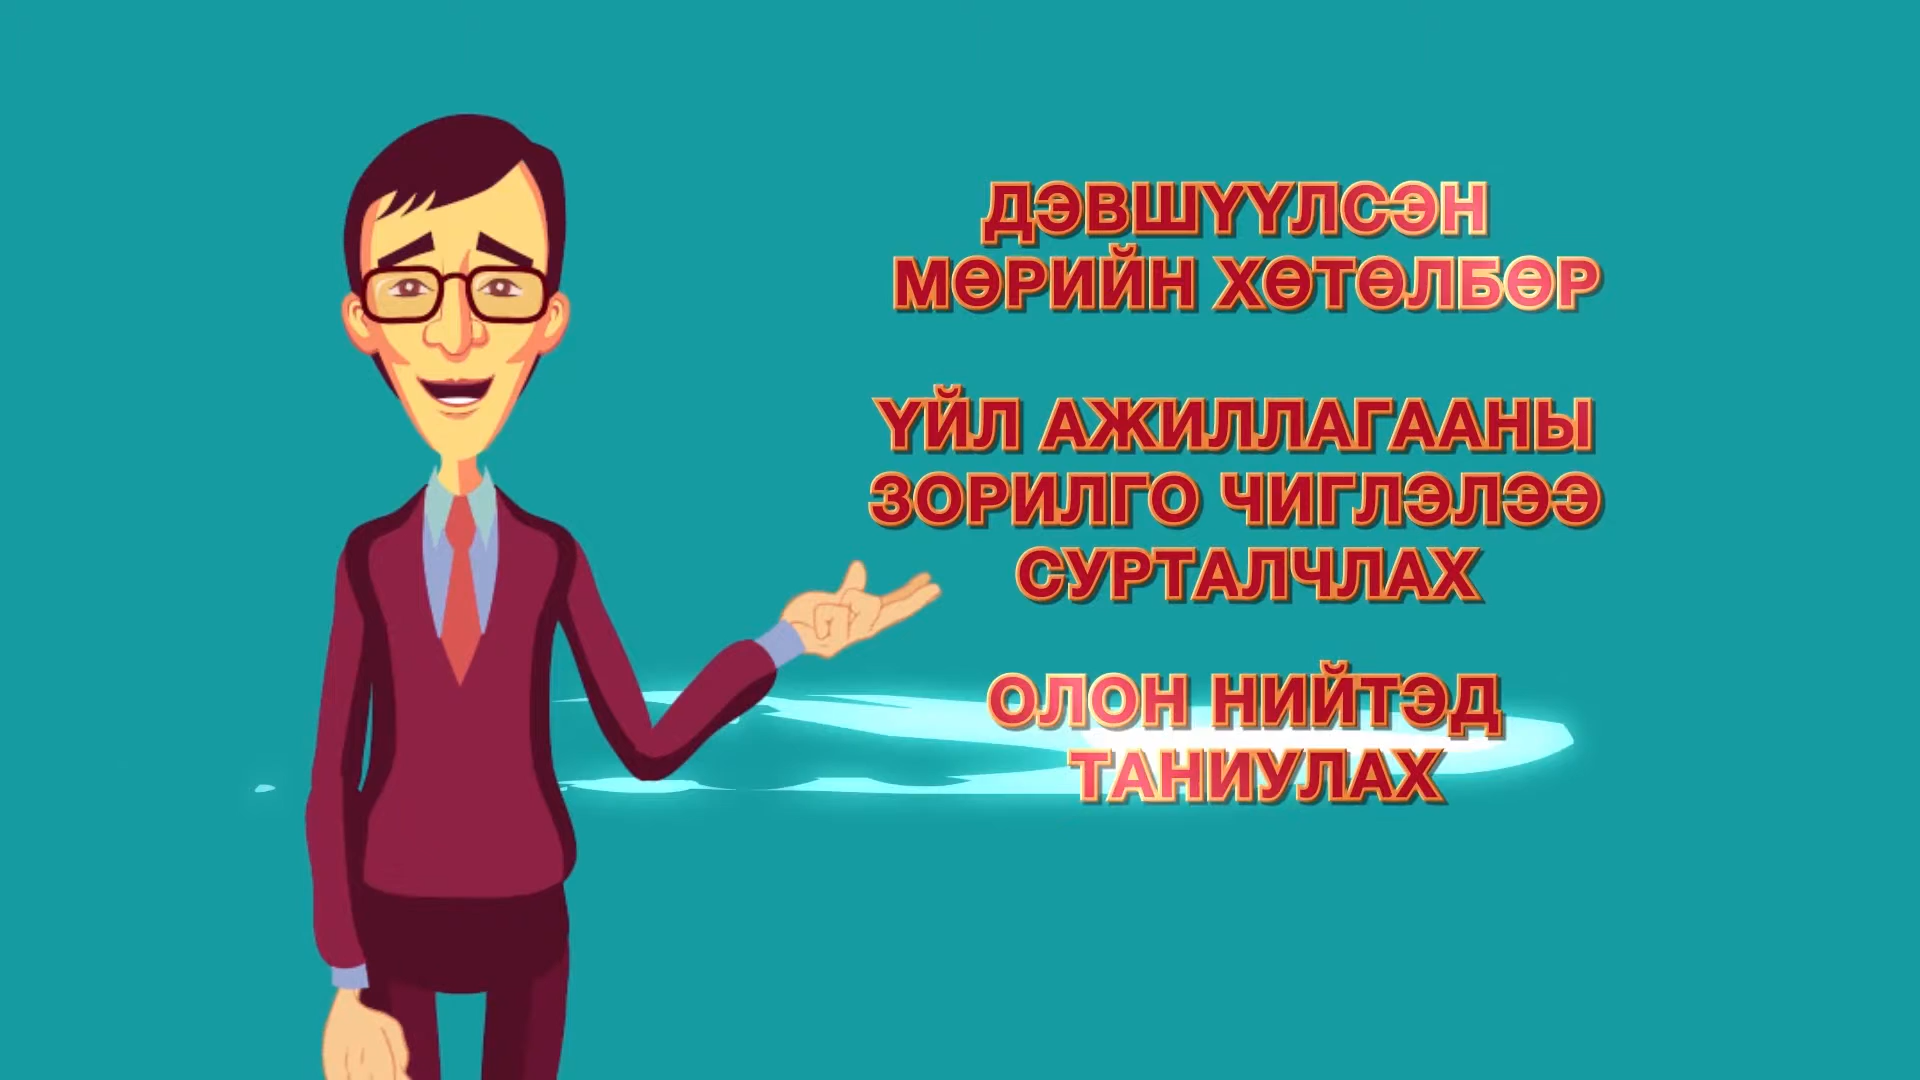 ДЭВШҮҮЛСЭН
МӨРИЙН ХӨТӨЛБӨР
ҮЙЛ АЖИЛЛАГААНЫ
ЗОРИЛГО ЧИГЛЭЛЭЭ
СУРТАЛЧЛАХ
ОЛОН НИЙТЭД
ТАНИУЛАХ